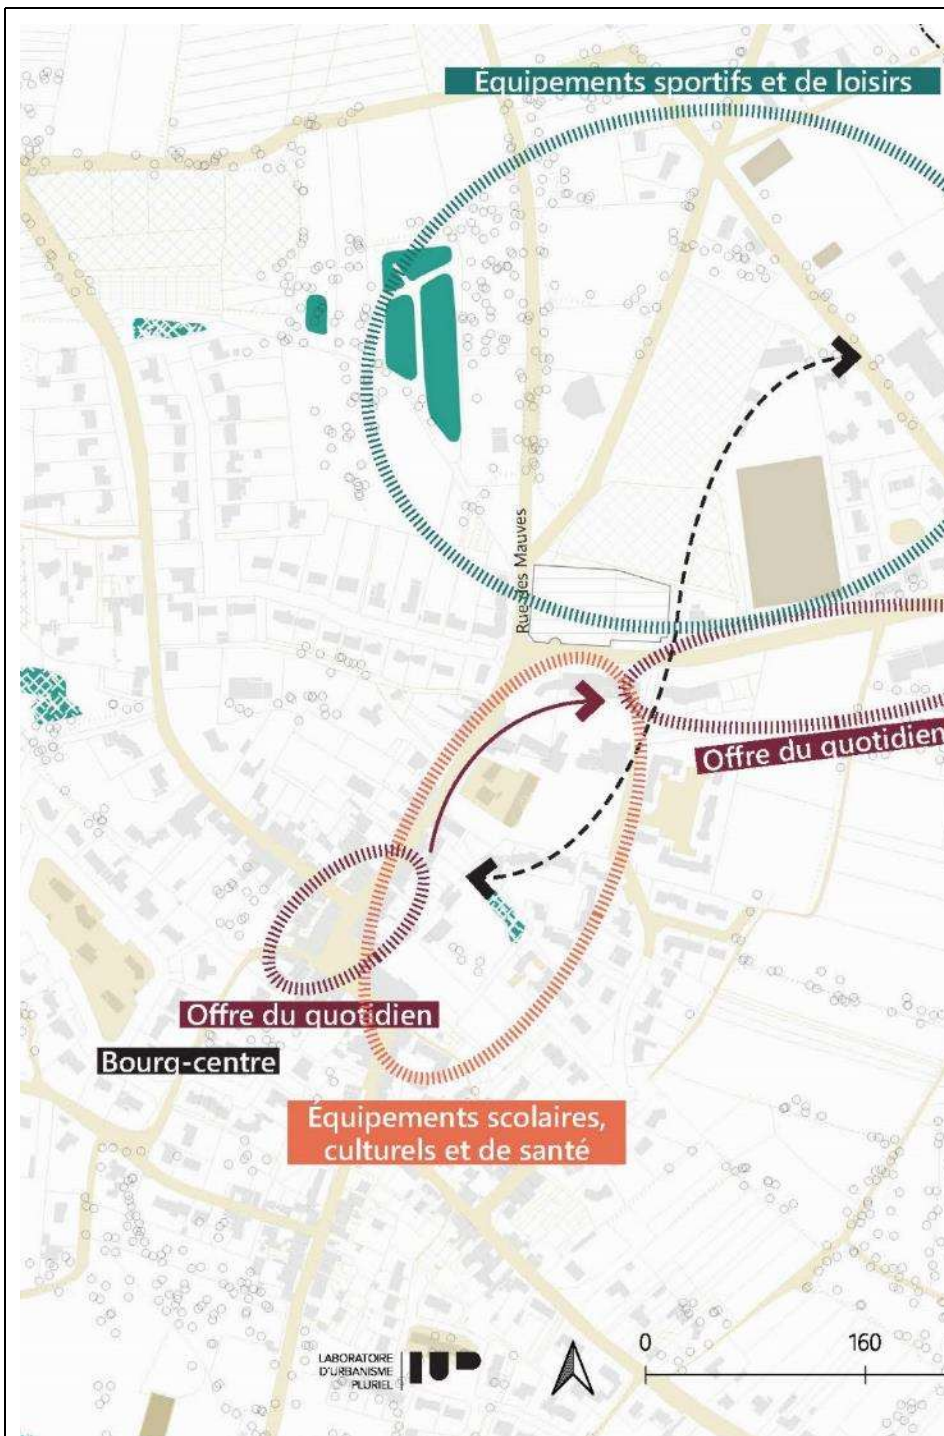 Équipements sportifs et de loisirs
Rue des Mauves
Offre du quotidien
Offre du quotidien
Bourg-centre
Équipements scolaires,
culturels et de santé
0 160
LABORATOIRE
D'URBANISME
PLURIEL